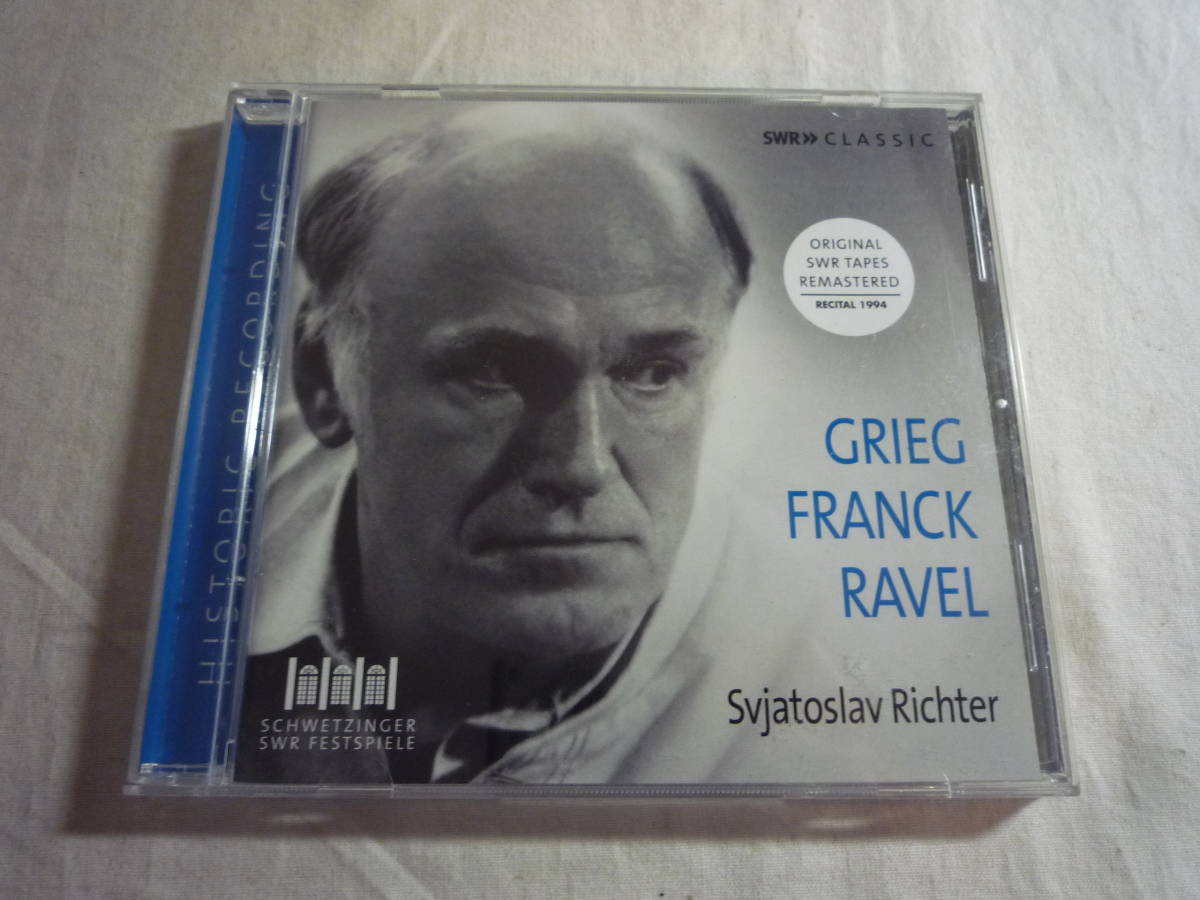 HISTORIC RECORDING
SWR>> CLASSIC
ORIGINAL
SWR TAPES
REMASTERED
RECITAL 1994
GRIEG
FRANCK
RAVEL
Svjatoslav Richter
SCHWETZINGER
SWR FESTSPIELE